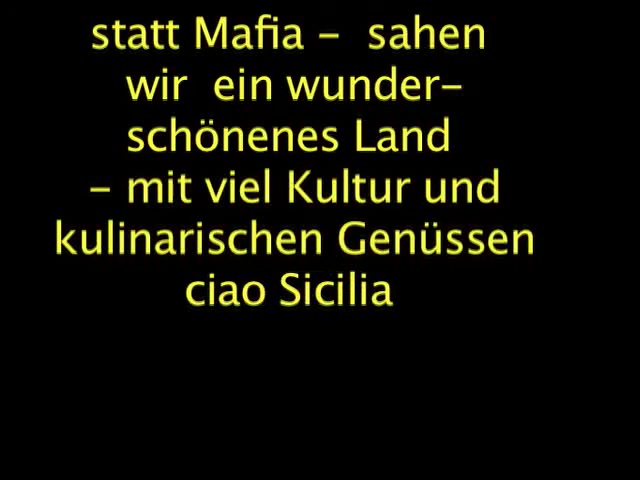 statt Mafia - sahen
wir ein wunder-
schönenes Land
- mit viel Kultur und
kulinarischen Genüssen
ciao Sicilia